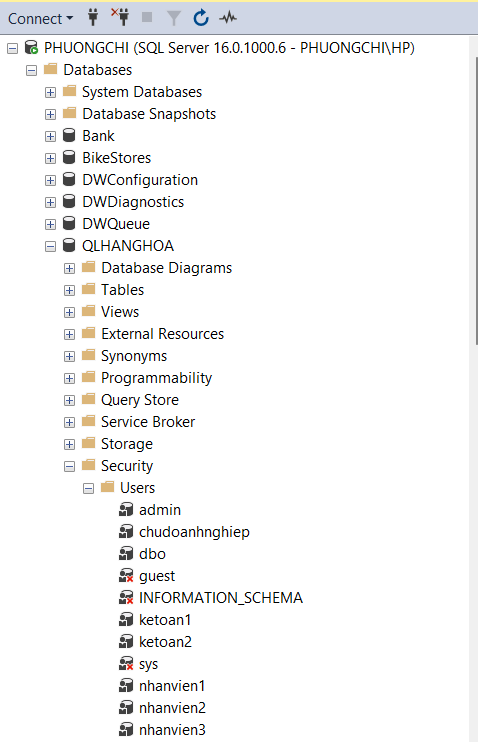 Connect
PHUONGCHI (SQL Server 16.0.1000.6 - PHUONGCHI\HP)
Databases
System Databases
Database Snapshots
Bank
BikeStores
DWConfiguration
DWDiagnostics
DWQueue
QLHANGHOA
Database Diagrams
Tables
Views
External Resources
Synonyms
Programmability
Query Store
Service Broker
Storage
Security
Users
admin
chudoanhnghiep
dbo
guest
INFORMATION_SCHEMA
ketoan1
ketoan2
sys
nhanvien1
nhanvien2
nhanvien3